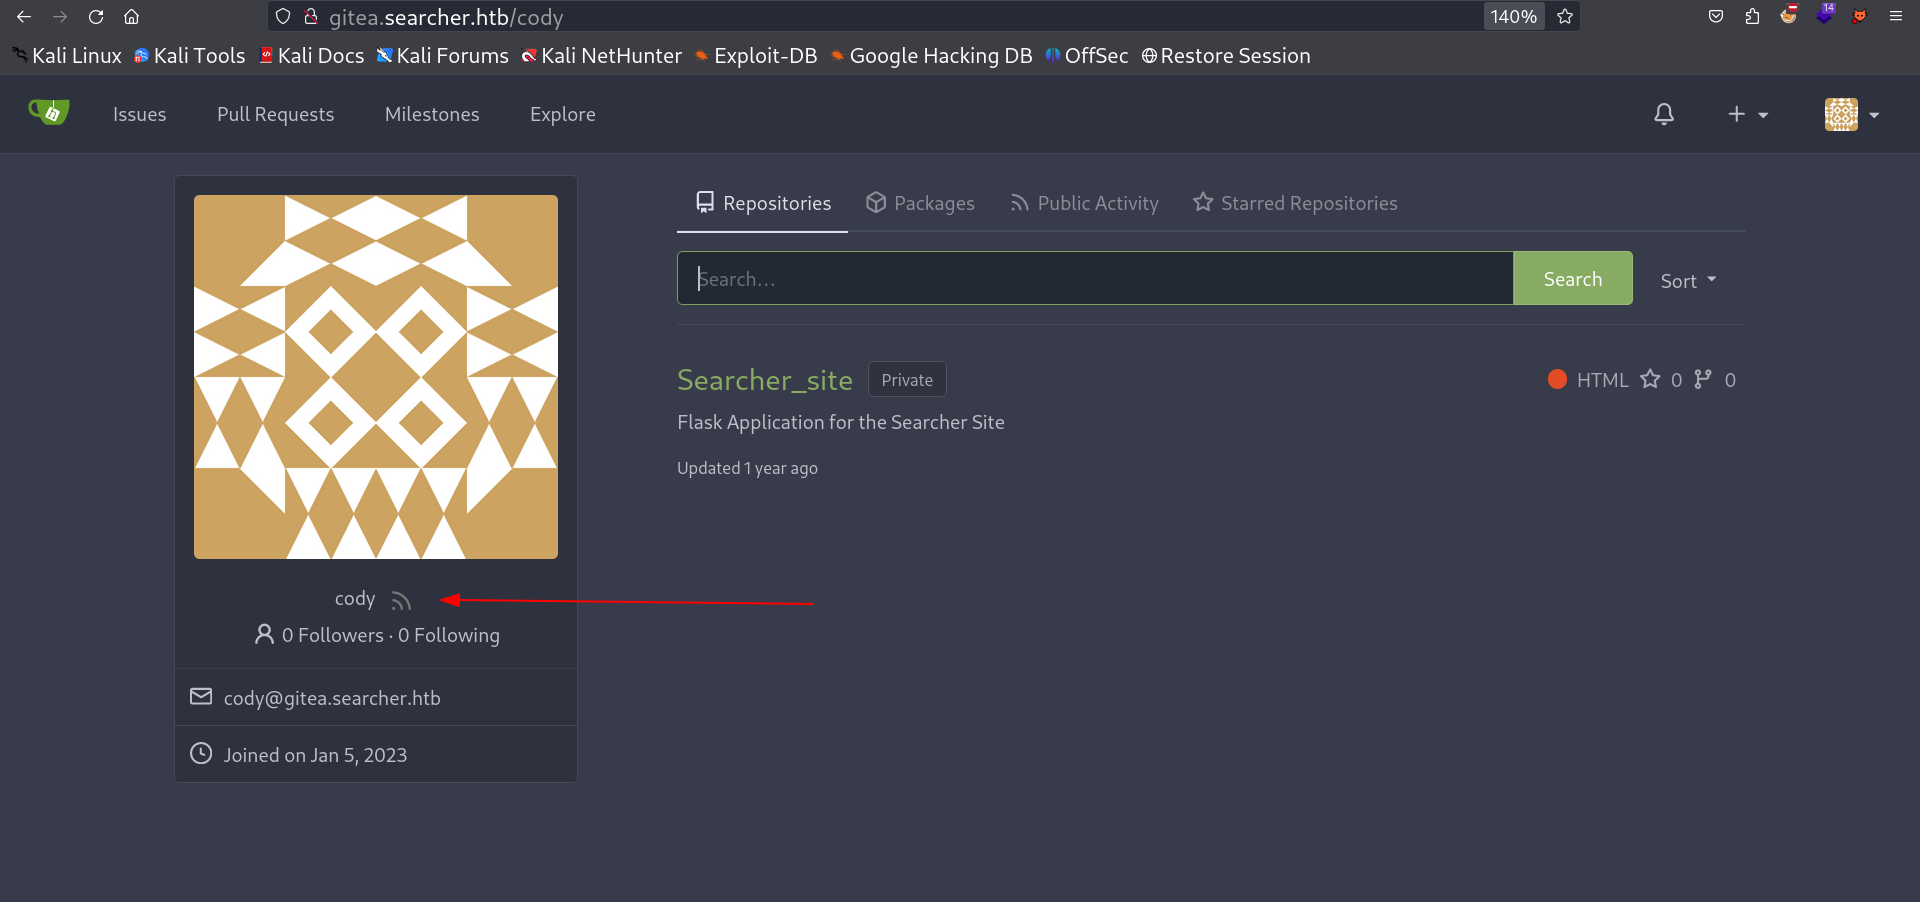 gitea.searcher.htb/cody 140% 14
Kali Linux Kali Tools Kali Docs Kali Forums Kali NetHunter Exploit-DB Google Hacking DB OffSec Restore Session
Issues Pull Requests Milestones Explore
Repositories Packages Public Activity Starred Repositories
Search... Search Sort
Searcher_site Private HTML 0 0
Flask Application for the Searcher Site
Updated 1 year ago
cody
0 Followers · 0 Following
cody@gitea.searcher.htb
Joined on Jan 5, 2023